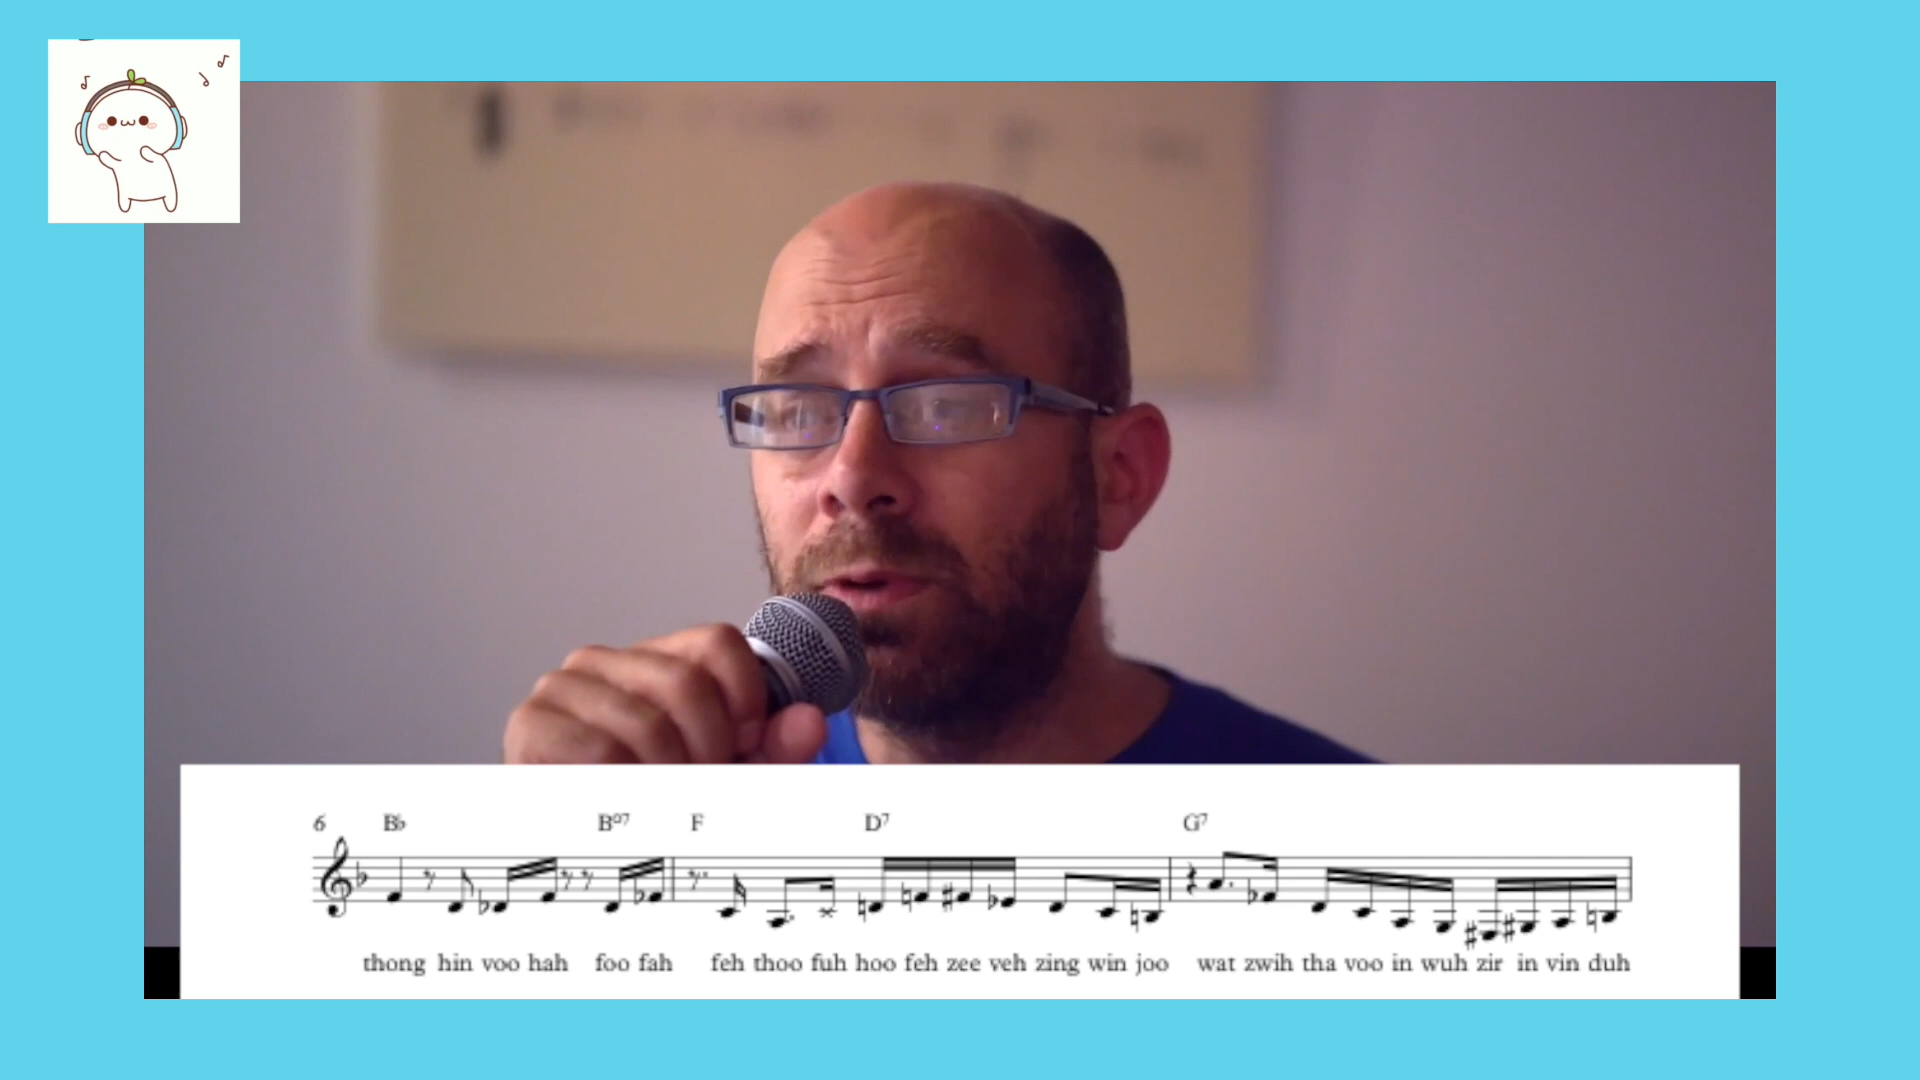 6 B♭ Bº7 F D7 G7
thong hin voo hah foo fah feh thoo fuh hoo feh zee veh zing win joo wat zwih tha voo in wuh zir in vin duh